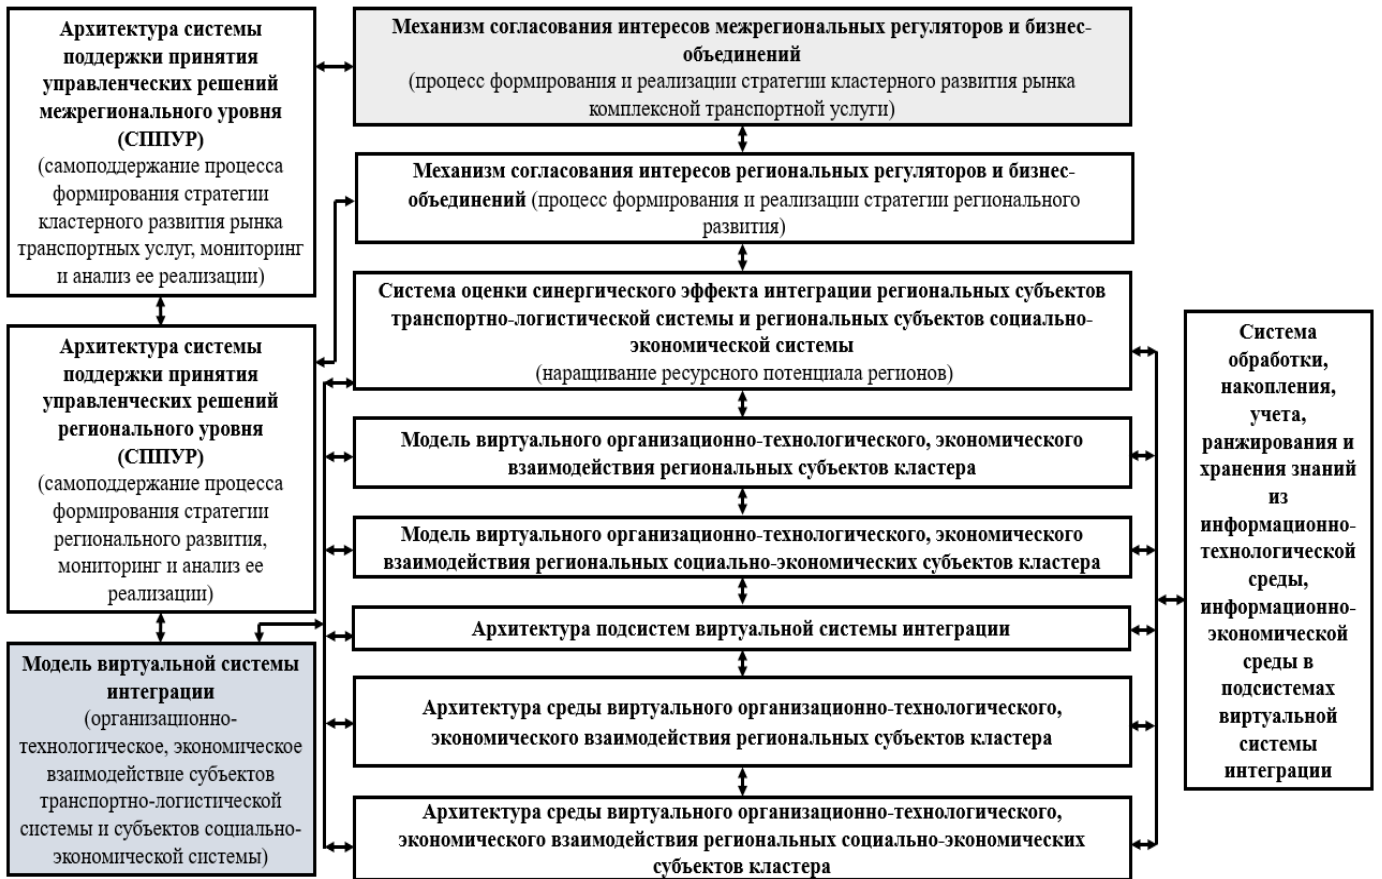 Архитектура системы
поддержки принятия
управленческих решений
межрегионального уровня
(СППУР)
(самоподдержание процесса
формирования стратегии
кластерного развития рынка
транспортных услуг, мониторинг
и анализ ее реализации)
Архитектура системы
поддержки принятия
управленческих решений
регионального уровня
(СППУР)
(самоподдержание процесса
формирования стратегии
регионального развития,
мониторинг и анализ ее
реализации)
Модель виртуальной системы
интеграции
(организационно-
технологическое, экономическое
взаимодействие субъектов
транспортно-логистической
системы и субъектов социально-
экономической системы)
Механизм согласования интересов межрегиональных регуляторов и бизнес-
объединений
(процесс формирования и реализации стратегии кластерного развития рынка
комплексной транспортной услуги)
Механизм согласования интересов региональных регуляторов и бизнес-
объединений (процесс формирования и реализации стратегии регионального
развития)
Система оценки синергического эффекта интеграции региональных субъектов
транспортно-логистической системы и региональных субъектов социально-
экономической системы
(наращивание ресурсного потенциала регионов)
Модель виртуального организационно-технологического, экономического
взаимодействия региональных субъектов кластера
Модель виртуального организационно-технологического, экономического
взаимодействия региональных социально-экономических субъектов кластера
Архитектура подсистем виртуальной системы интеграции
Архитектура среды виртуального организационно-технологического,
экономического взаимодействия региональных субъектов кластера
Архитектура среды виртуального организационно-технологического,
экономического взаимодействия региональных социально-экономических
субъектов кластера
Система
обработки,
накопления,
учета,
ранжирования и
хранения знаний
из
информационно-
технологической
среды,
информационно-
экономической
среды в
подсистемах
виртуальной
системы
интеграции